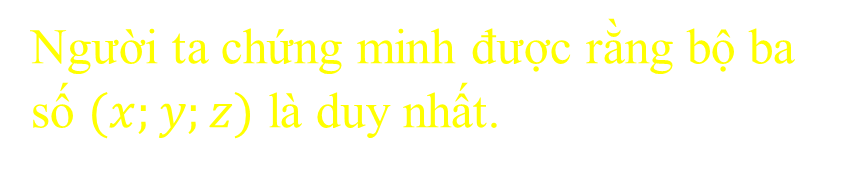 Người ta chứng minh được rằng bộ ba
số (x; y; z) là duy nhất.